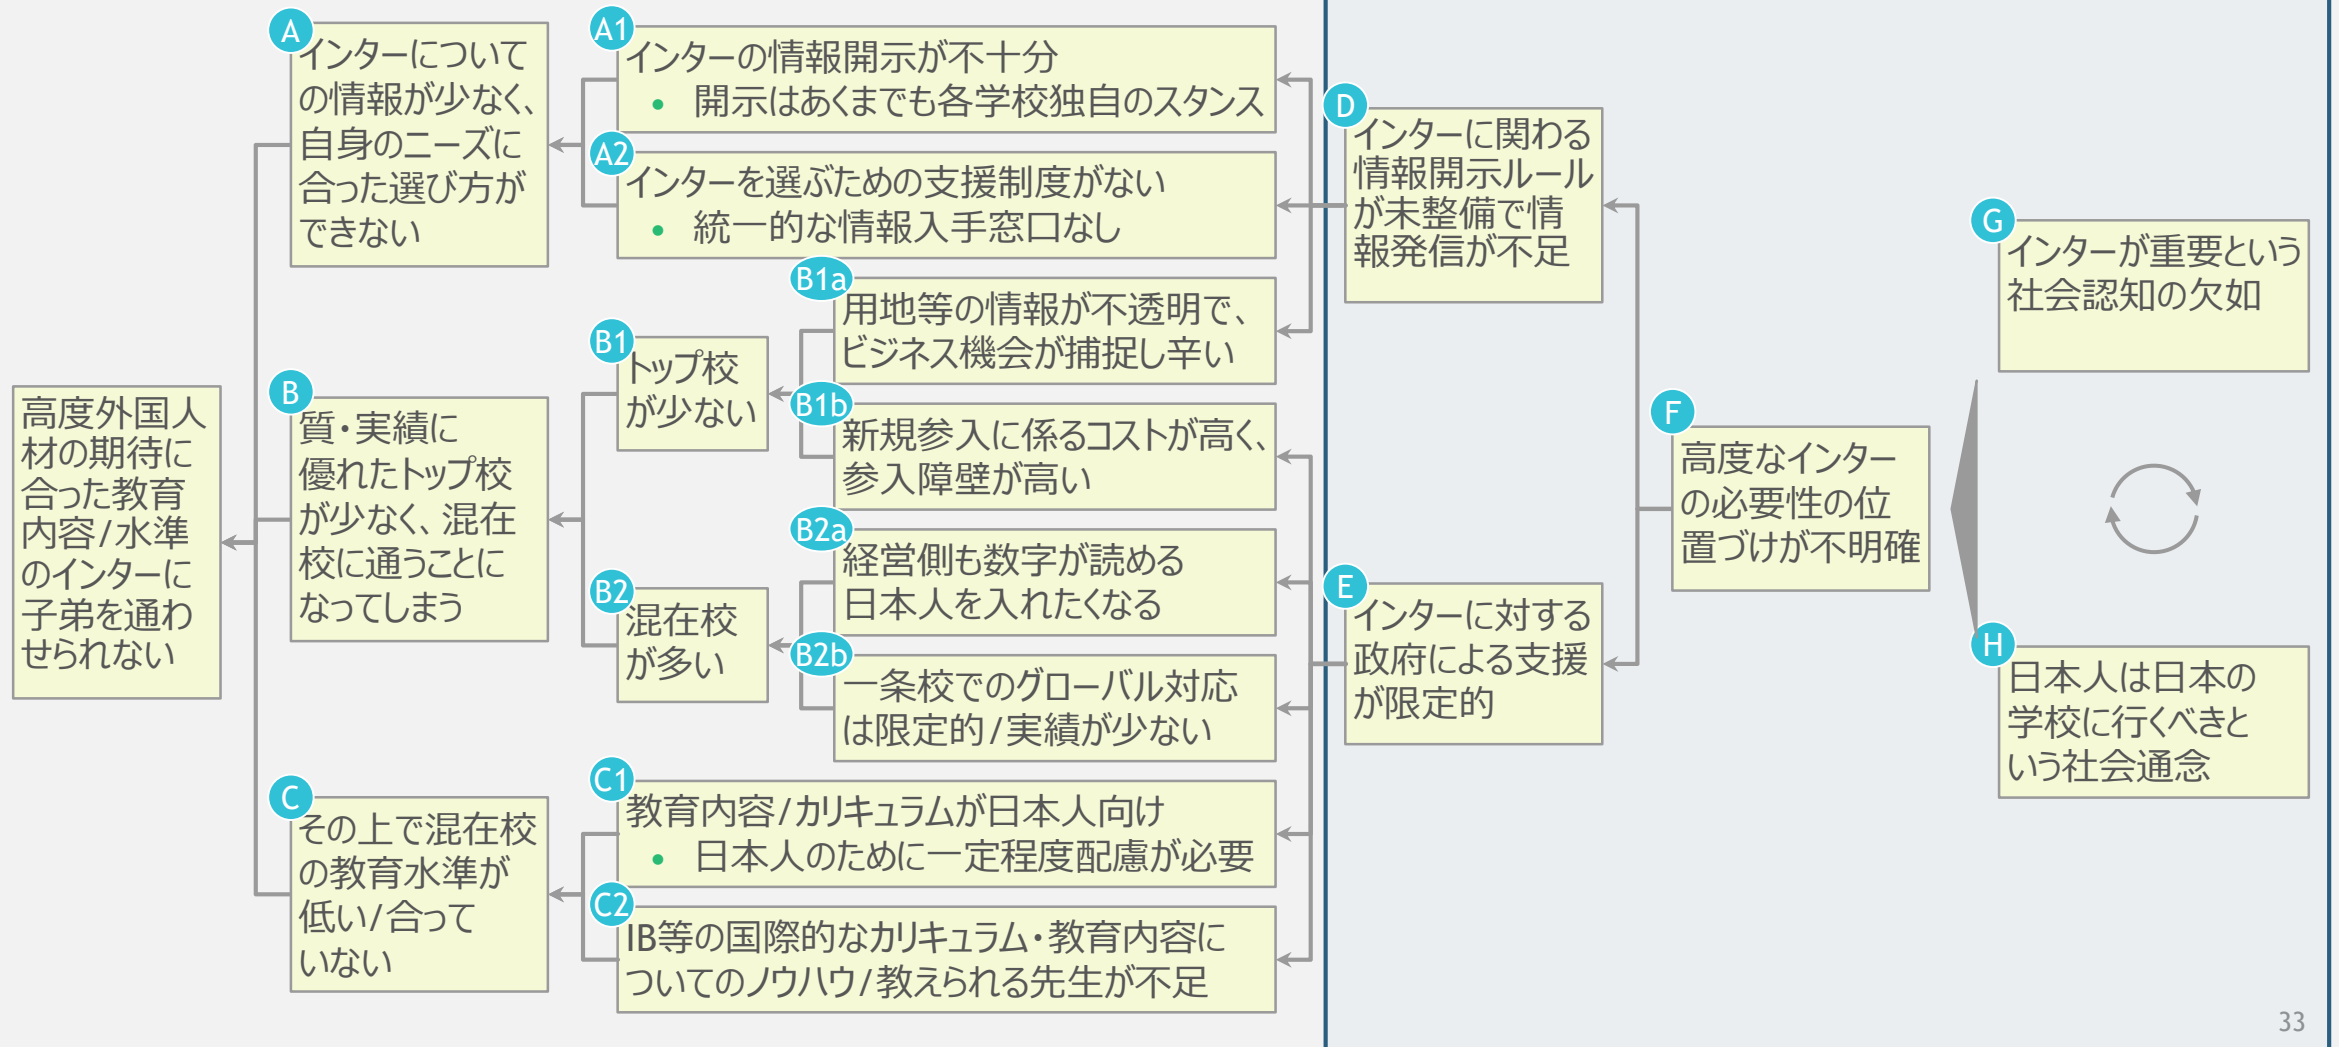 高度外国人
材の期待に
合った教育
内容/水準
のインターに
子弟を通わ
せられない
A
インターについて
の情報が少なく、
自身のニーズに
合った選び方が
できない
B
質・実績に
優れたトップ校
が少なく、混在
校に通うことに
なってしまう
C
その上で混在校
の教育水準が
低い/合って
いない
A1
インターの情報開示が不十分
• 開示はあくまでも各学校独自のスタンス
A2
インターを選ぶための支援制度がない
• 統一的な情報入手窓口なし
B1
トップ校
が少ない
B1a
用地等の情報が不透明で、
ビジネス機会が捕捉し辛い
B1b
新規参入に係るコストが高く、
参入障壁が高い
B2
混在校
が多い
B2a
経営側も数字が読める
日本人を入れたくなる
B2b
一条校でのグローバル対応
は限定的/実績が少ない
C1
教育内容/カリキュラムが日本人向け
• 日本人のために一定程度配慮が必要
C2
IB等の国際的なカリキュラム・教育内容に
ついてのノウハウ/教えられる先生が不足
D
インターに関わる
情報開示ルール
が未整備で情
報発信が不足
E
インターに対する
政府による支援
が限定的
F
高度なインター
の必要性の位
置づけが不明確
G
インターが重要という
社会認知の欠如
H
日本人は日本の
学校に行くべきと
いう社会通念
33